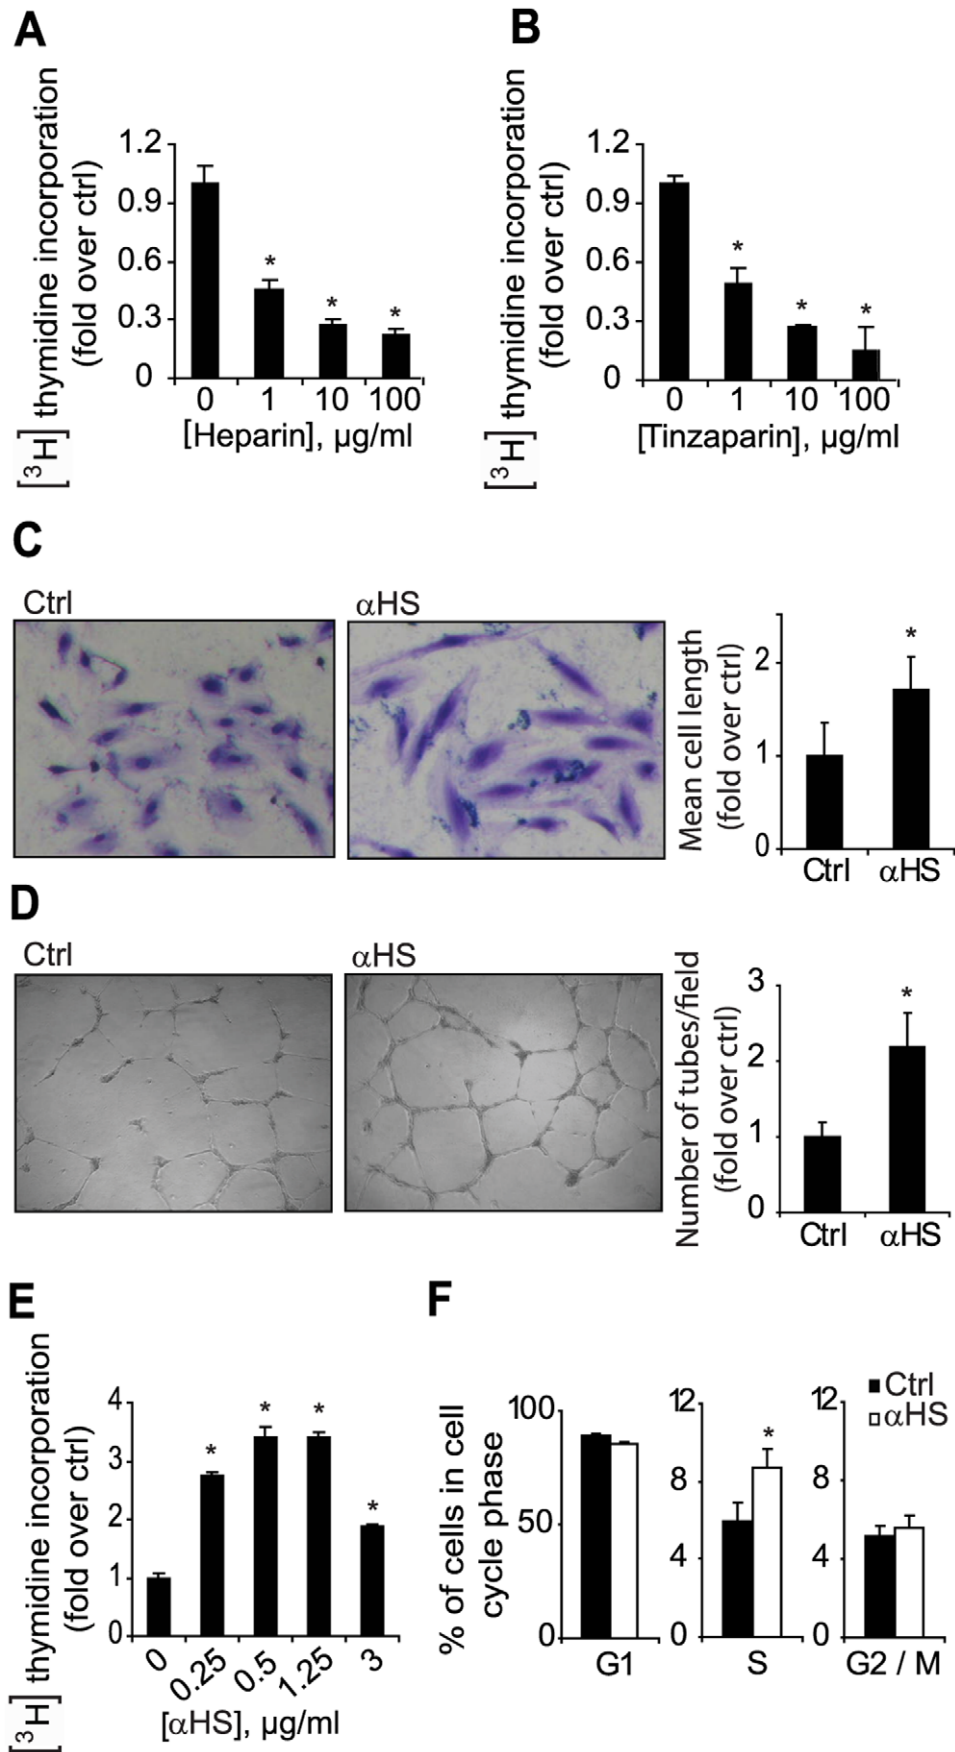 A
[³H] thymidine incorporation
(fold over ctrl)
1.2
0.9
0.6
0.3
0
*
*
*
0 1 10 100
[Heparin], µg/ml
B
[³H] thymidine incorporation
(fold over ctrl)
1.2
0.9
0.6
0.3
0
*
*
*
0 1 10 100
[Tinzaparin], µg/ml
C
Ctrl
αHS
Mean cell length
(fold over ctrl)
2
1
0
*
Ctrl αHS
D
Ctrl
αHS
Number of tubes/field
(fold over ctrl)
3
2
1
0
*
Ctrl αHS
E
[³H] thymidine incorporation
(fold over ctrl)
4
3
2
1
0
*
*
*
*
0 0.25 0.5 1.25 3
[αHS], µg/ml
F
% of cells in cell
cycle phase
100
50
0
G1
12
8
4
0
*
S
12
8
4
0
G2 / M
Ctrl
αHS